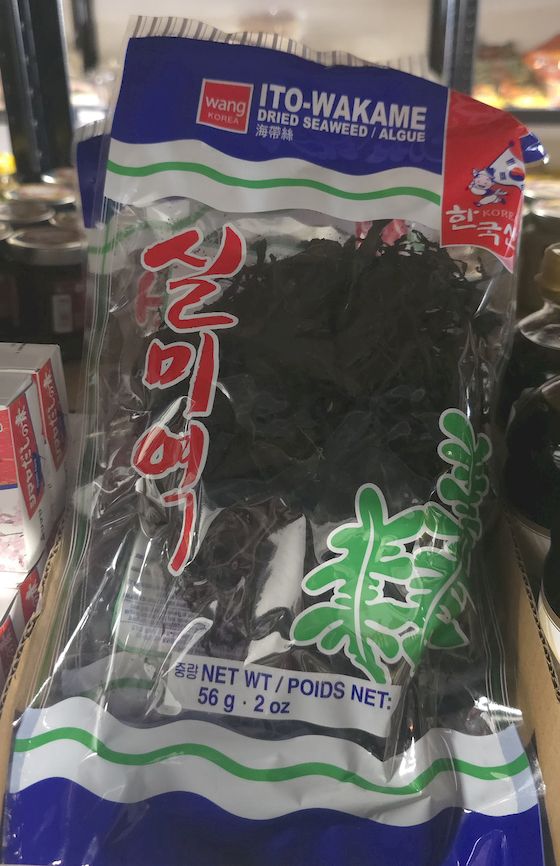 wang
KOREA
ITO-WAKAME
DRIED SEAWEED / ALGUE
海帶絲
KOREA
한국산
실미역
중량 NET WT / POIDS NET:
56 g · 2 oz